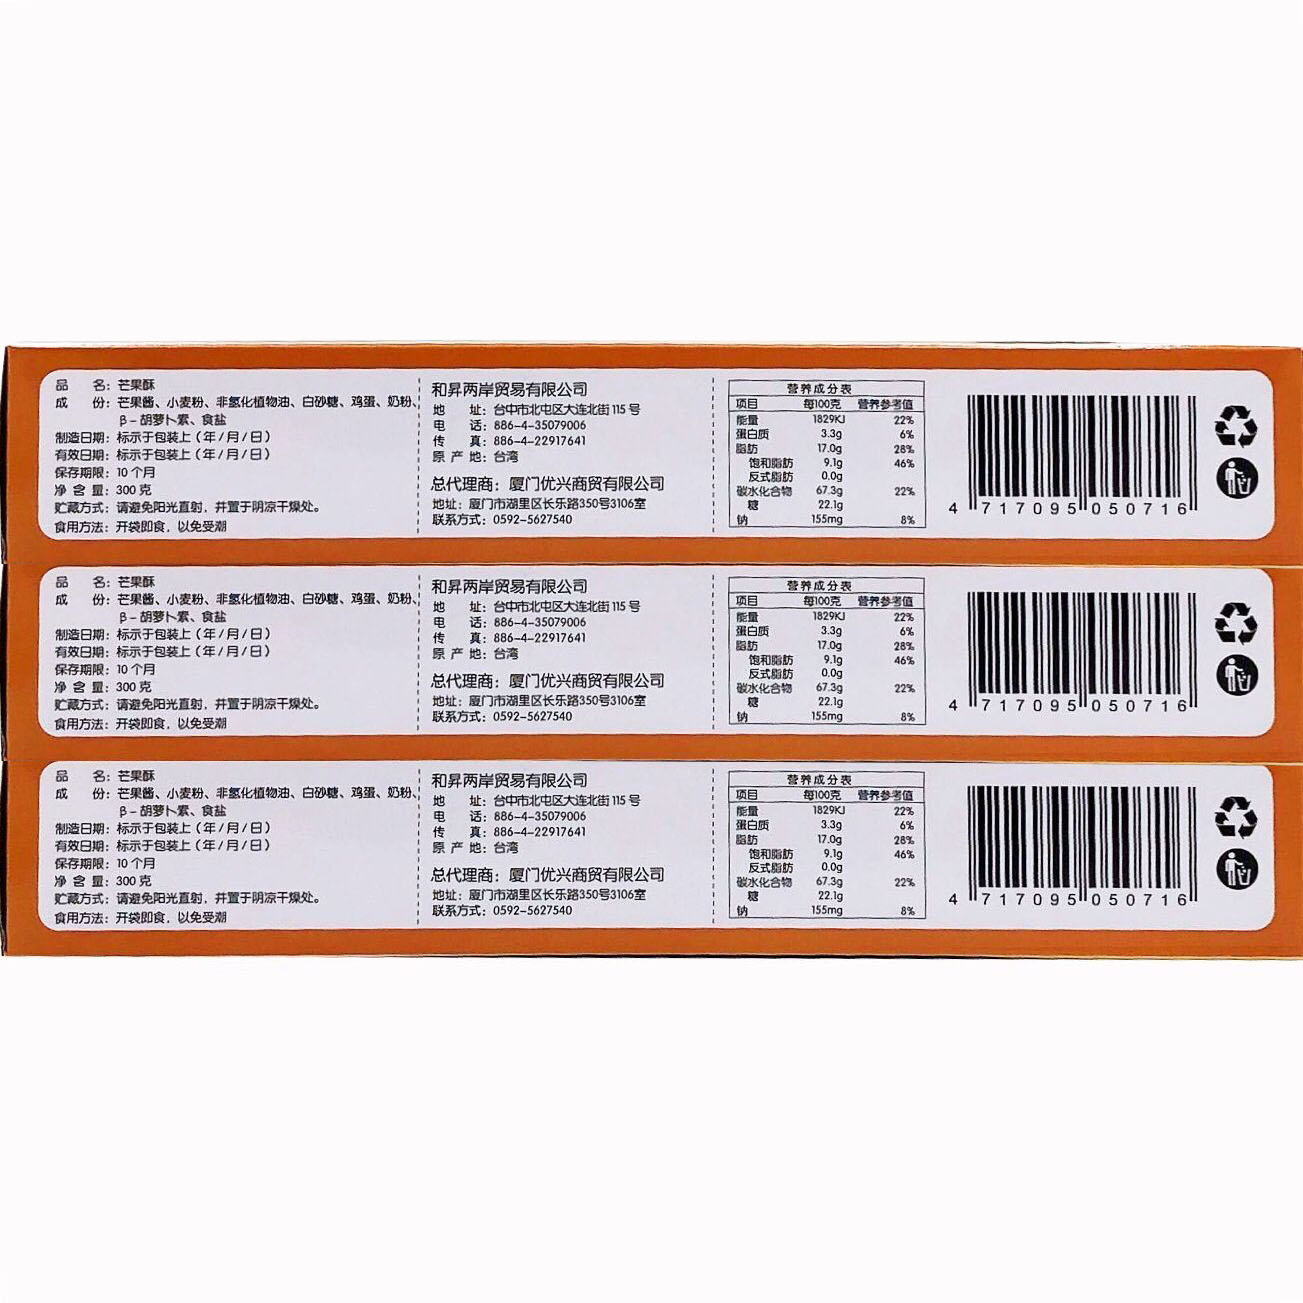 品 名：芒果酥
成 份：芒果酱、小麦粉、非氢化植物油、白砂糖、鸡蛋、奶粉、
β－胡萝卜素、食盐
制造日期：标示于包装上（年/月/日）
有效日期：标示于包装上（年/月/日）
保存期限：10个月
净 含 量：300克
贮藏方式：请避免阳光直射，并置于阴凉干燥处。
食用方法：开袋即食，以免受潮
和昇两岸贸易有限公司
地 址：台中市北屯区大连北街115号
电 话：886-4-35079006
传 真：886-4-22917641
原 产 地：台湾
总代理商：厦门优兴商贸有限公司
地址：厦门市湖里区长乐路350号3106室
联系方式：0592-5627540
营养成分表
项目 每100克 营养参考值
能量 1829KJ 22%
蛋白质 3.3g 6%
脂肪 17.0g 28%
饱和脂肪 9.1g 46%
反式脂肪 0.0g
碳水化合物 67.3g 22%
糖 22.1g
钠 155mg 8%
4 717095 050716
品 名：芒果酥
成 份：芒果酱、小麦粉、非氢化植物油、白砂糖、鸡蛋、奶粉、
β－胡萝卜素、食盐
制造日期：标示于包装上（年/月/日）
有效日期：标示于包装上（年/月/日）
保存期限：10个月
净 含 量：300克
贮藏方式：请避免阳光直射，并置于阴凉干燥处。
食用方法：开袋即食，以免受潮
和昇两岸贸易有限公司
地 址：台中市北屯区大连北街115号
电 话：886-4-35079006
传 真：886-4-22917641
原 产 地：台湾
总代理商：厦门优兴商贸有限公司
地址：厦门市湖里区长乐路350号3106室
联系方式：0592-5627540
营养成分表
项目 每100克 营养参考值
能量 1829KJ 22%
蛋白质 3.3g 6%
脂肪 17.0g 28%
饱和脂肪 9.1g 46%
反式脂肪 0.0g
碳水化合物 67.3g 22%
糖 22.1g
钠 155mg 8%
4 717095 050716
品 名：芒果酥
成 份：芒果酱、小麦粉、非氢化植物油、白砂糖、鸡蛋、奶粉、
β－胡萝卜素、食盐
制造日期：标示于包装上（年/月/日）
有效日期：标示于包装上（年/月/日）
保存期限：10个月
净 含 量：300克
贮藏方式：请避免阳光直射，并置于阴凉干燥处。
食用方法：开袋即食，以免受潮
和昇两岸贸易有限公司
地 址：台中市北屯区大连北街115号
电 话：886-4-35079006
传 真：886-4-22917641
原 产 地：台湾
总代理商：厦门优兴商贸有限公司
地址：厦门市湖里区长乐路350号3106室
联系方式：0592-5627540
营养成分表
项目 每100克 营养参考值
能量 1829KJ 22%
蛋白质 3.3g 6%
脂肪 17.0g 28%
饱和脂肪 9.1g 46%
反式脂肪 0.0g
碳水化合物 67.3g 22%
糖 22.1g
钠 155mg 8%
4 717095 050716